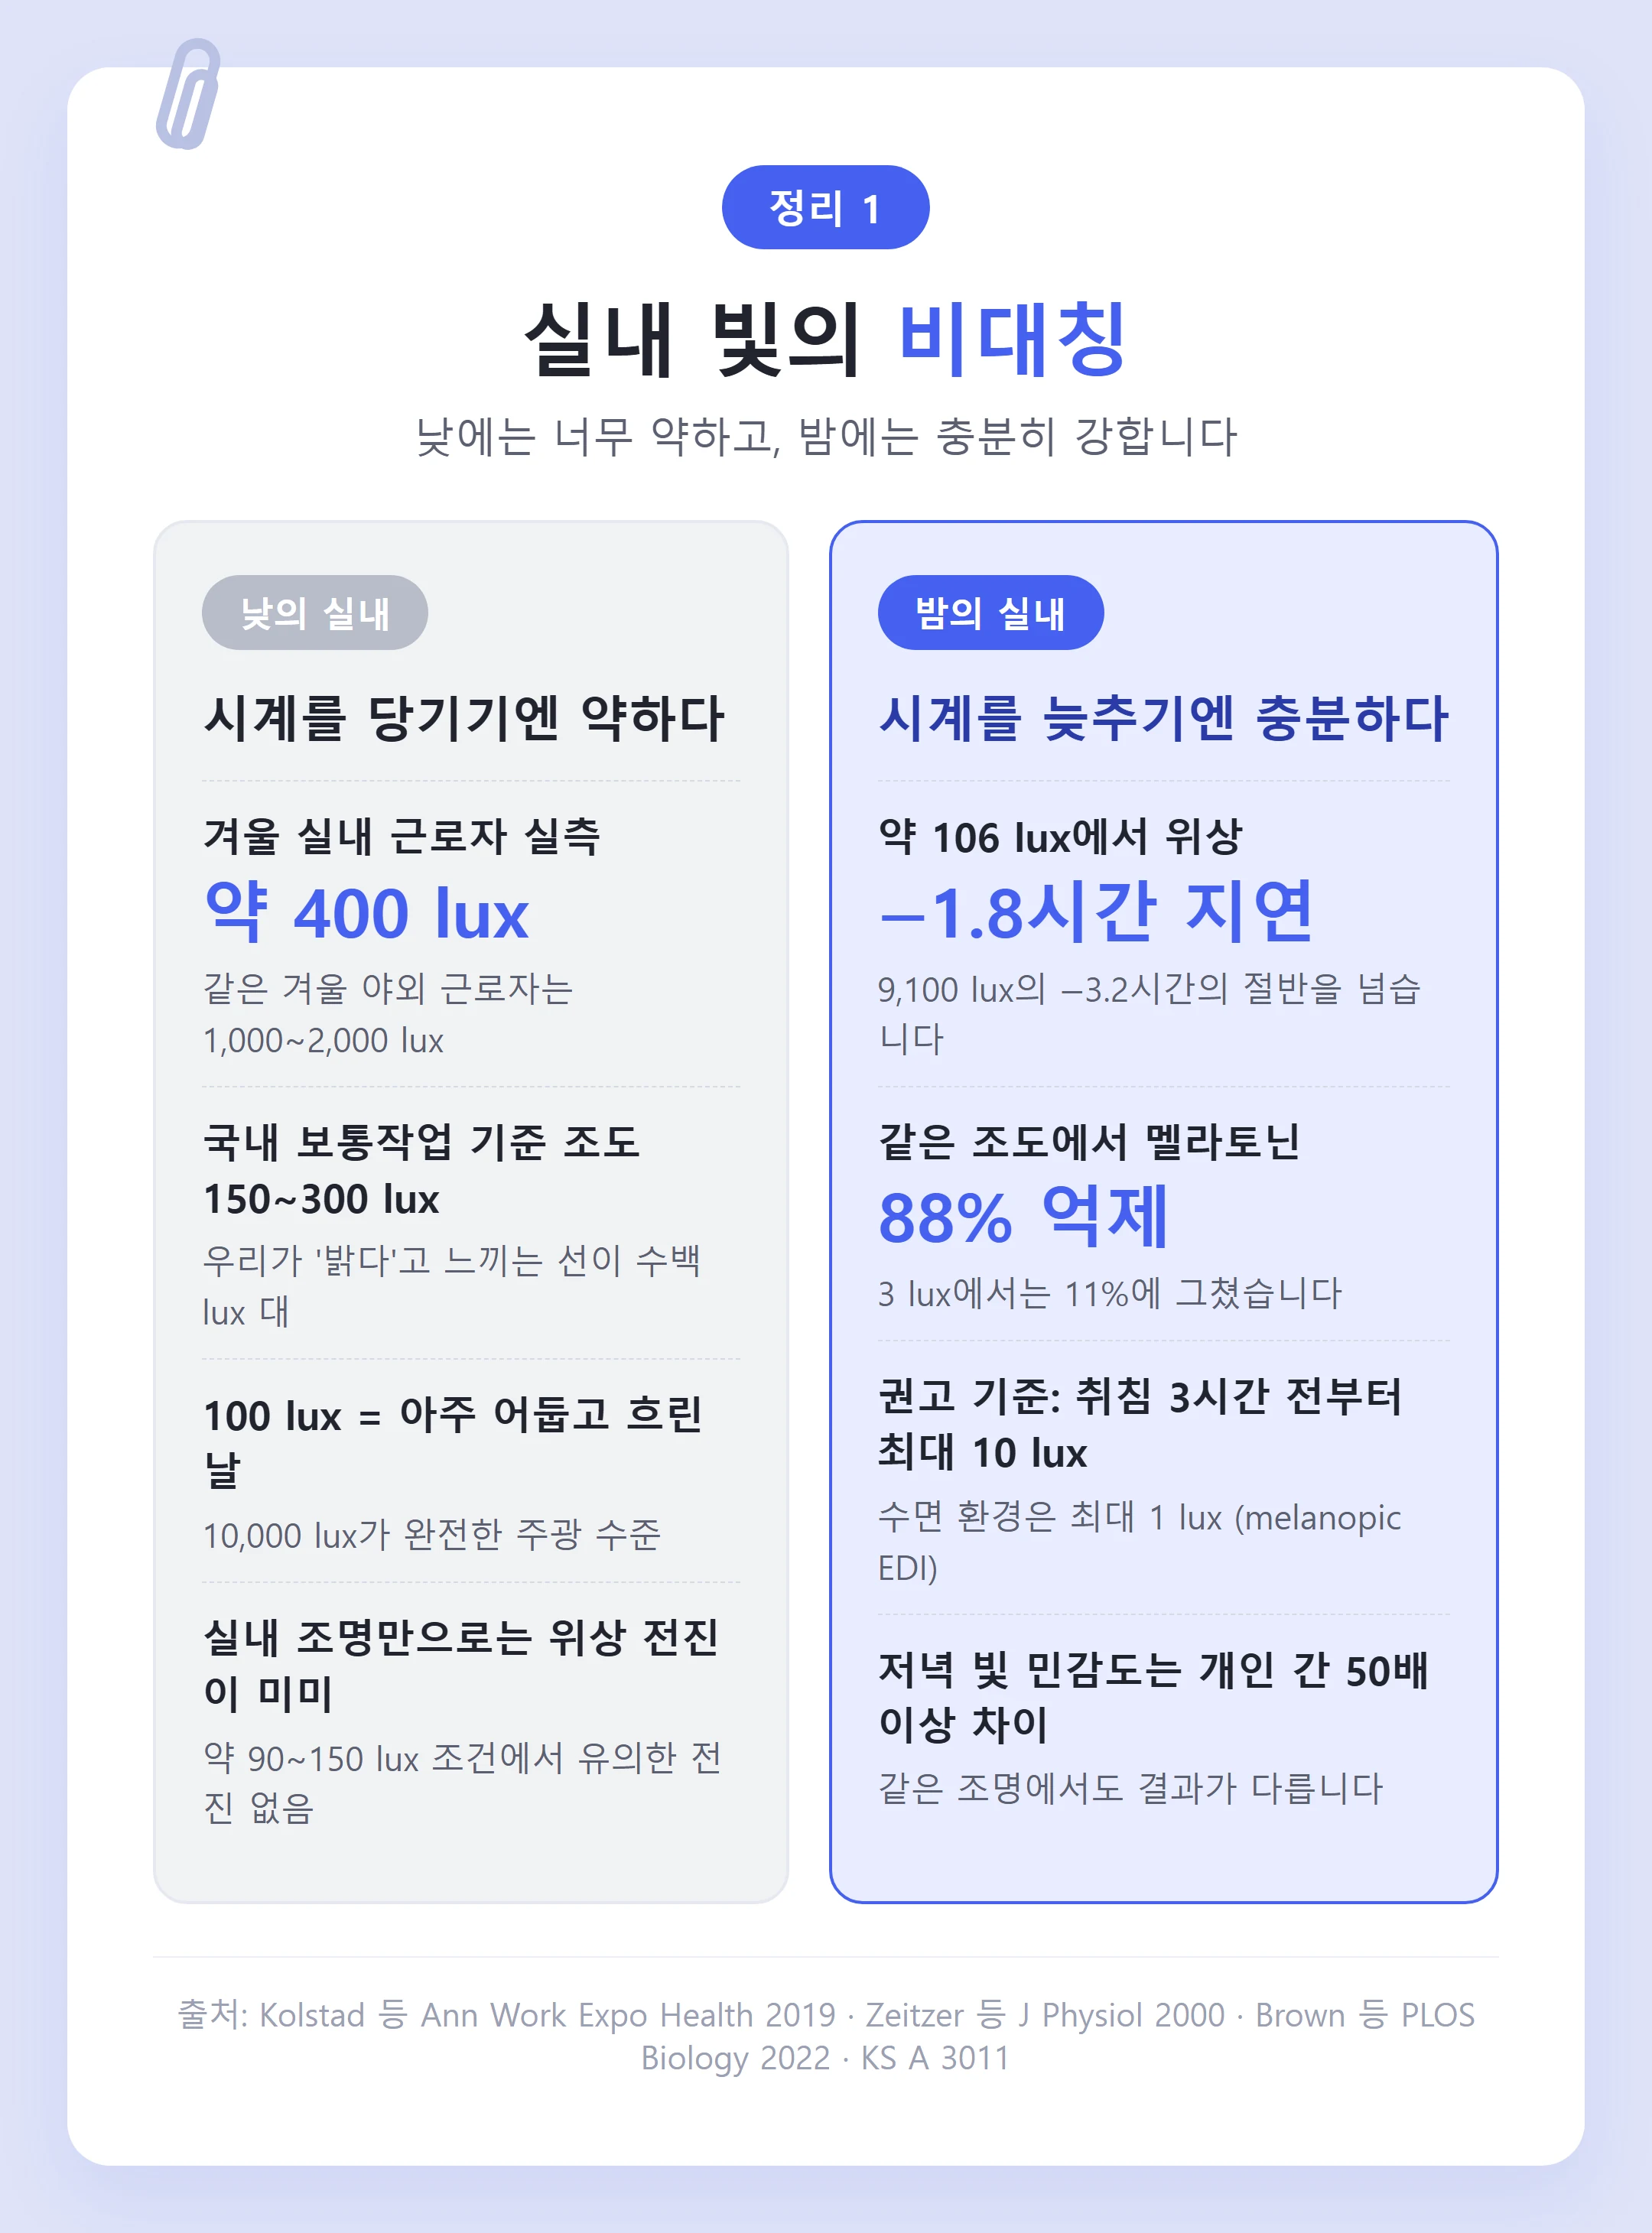 정리 1
실내 빛의 비대칭
낮에는 너무 약하고, 밤에는 충분히 강합니다
낮의 실내
시계를 당기기엔 약하다
겨울 실내 근로자 실측
약 400 lux
같은 겨울 야외 근로자는
1,000~2,000 lux
국내 보통작업 기준 조도
150~300 lux
우리가 '밝다'고 느끼는 선이 수백
lux 대
100 lux = 아주 어둡고 흐린
날
10,000 lux가 완전한 주광 수준
실내 조명만으로는 위상 전진
이 미미
약 90~150 lux 조건에서 유의한 전
진 없음
밤의 실내
시계를 늦추기엔 충분하다
약 106 lux에서 위상
−1.8시간 지연
9,100 lux의 −3.2시간의 절반을 넘습
니다
같은 조도에서 멜라토닌
88% 억제
3 lux에서는 11%에 그쳤습니다
권고 기준: 취침 3시간 전부터
최대 10 lux
수면 환경은 최대 1 lux (melanopic
EDI)
저녁 빛 민감도는 개인 간 50배
이상 차이
같은 조명에서도 결과가 다릅니다
출처: Kolstad 등 Ann Work Expo Health 2019 · Zeitzer 등 J Physiol 2000 · Brown 등 PLOS
Biology 2022 · KS A 3011